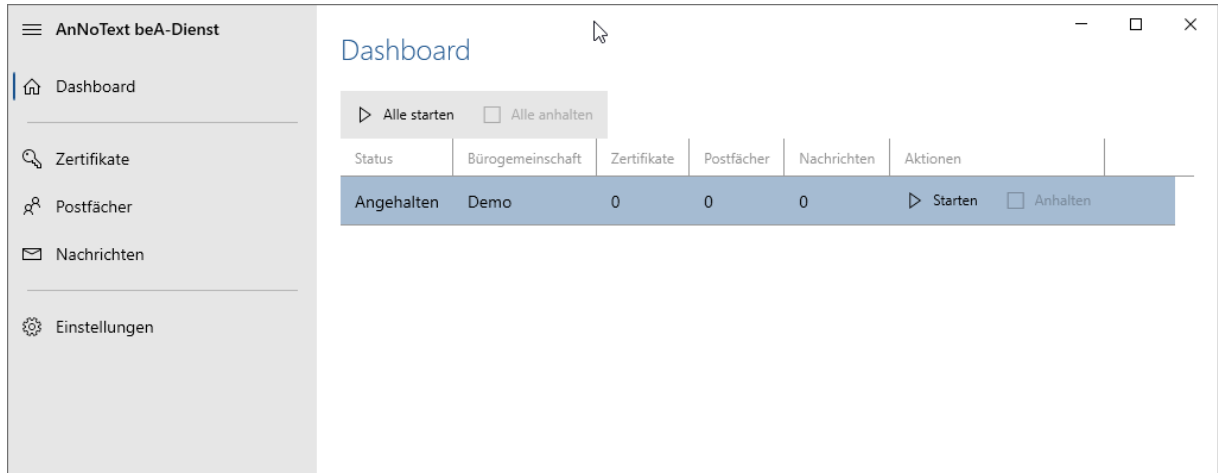 AnNoText beA-Dienst
Dashboard
Zertifikate
Postfächer
Nachrichten
Einstellungen
Dashboard
Alle starten Alle anhalten
Status Bürogemeinschaft Zertifikate Postfächer Nachrichten Aktionen
Angehalten Demo 0 0 0 Starten Anhalten